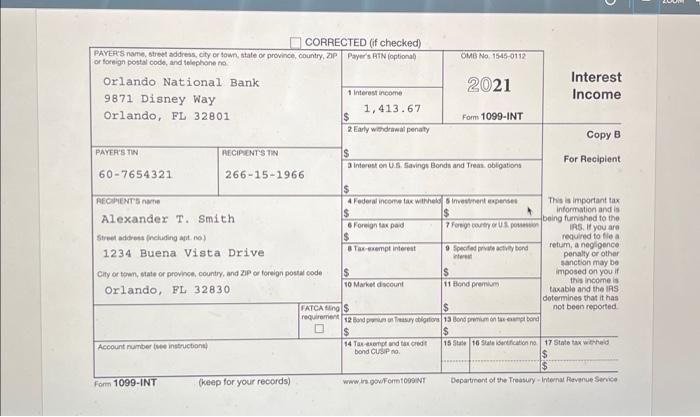 ZOOM
CORRECTED (if checked)
PAYER'S name, street address, city or town, state or province, country, ZIP
or foreign postal code, and telephone no.
Orlando National Bank
9871 Disney Way
Orlando, FL 32801
Payer's RTN (optional)
OMB No. 1545-0112
2021
Form 1099-INT
Interest
Income
1 Interest income
$ 1,413.67
2 Early withdrawal penalty
$
Copy B
For Recipient
PAYER'S TIN
60-7654321
RECIPIENT'S TIN
266-15-1966
3 Interest on U.S. Savings Bonds and Treas. obligations
$
RECIPIENT'S name
Alexander T. Smith
Street address (including apt. no.)
1234 Buena Vista Drive
City or town, state or province, country, and ZIP or foreign postal code
Orlando, FL 32830
4 Federal income tax withheld
$
5 Investment expenses
$
6 Foreign tax paid
$
7 Foreign country or U.S. possession
8 Tax-exempt interest
$
9 Specified private activity bond
interest
$
10 Market discount
$
11 Bond premium
$
This is important tax
information and is
being furnished to the
IRS. If you are
required to file a
return, a negligence
penalty or other
sanction may be
imposed on you if
this income is
taxable and the IRS
determines that it has
not been reported.
FATCA filing
requirement
12 Bond premium on Treasury obligations
$
13 Bond premium on tax-exempt bond
$
Account number (see instructions)
14 Tax-exempt and tax credit
bond CUSIP no.
15 State
16 State identification no.
17 State tax withheld
$
$
Form 1099-INT
(keep for your records)
www.irs.gov/Form1099INT
Department of the Treasury - Internal Revenue Service